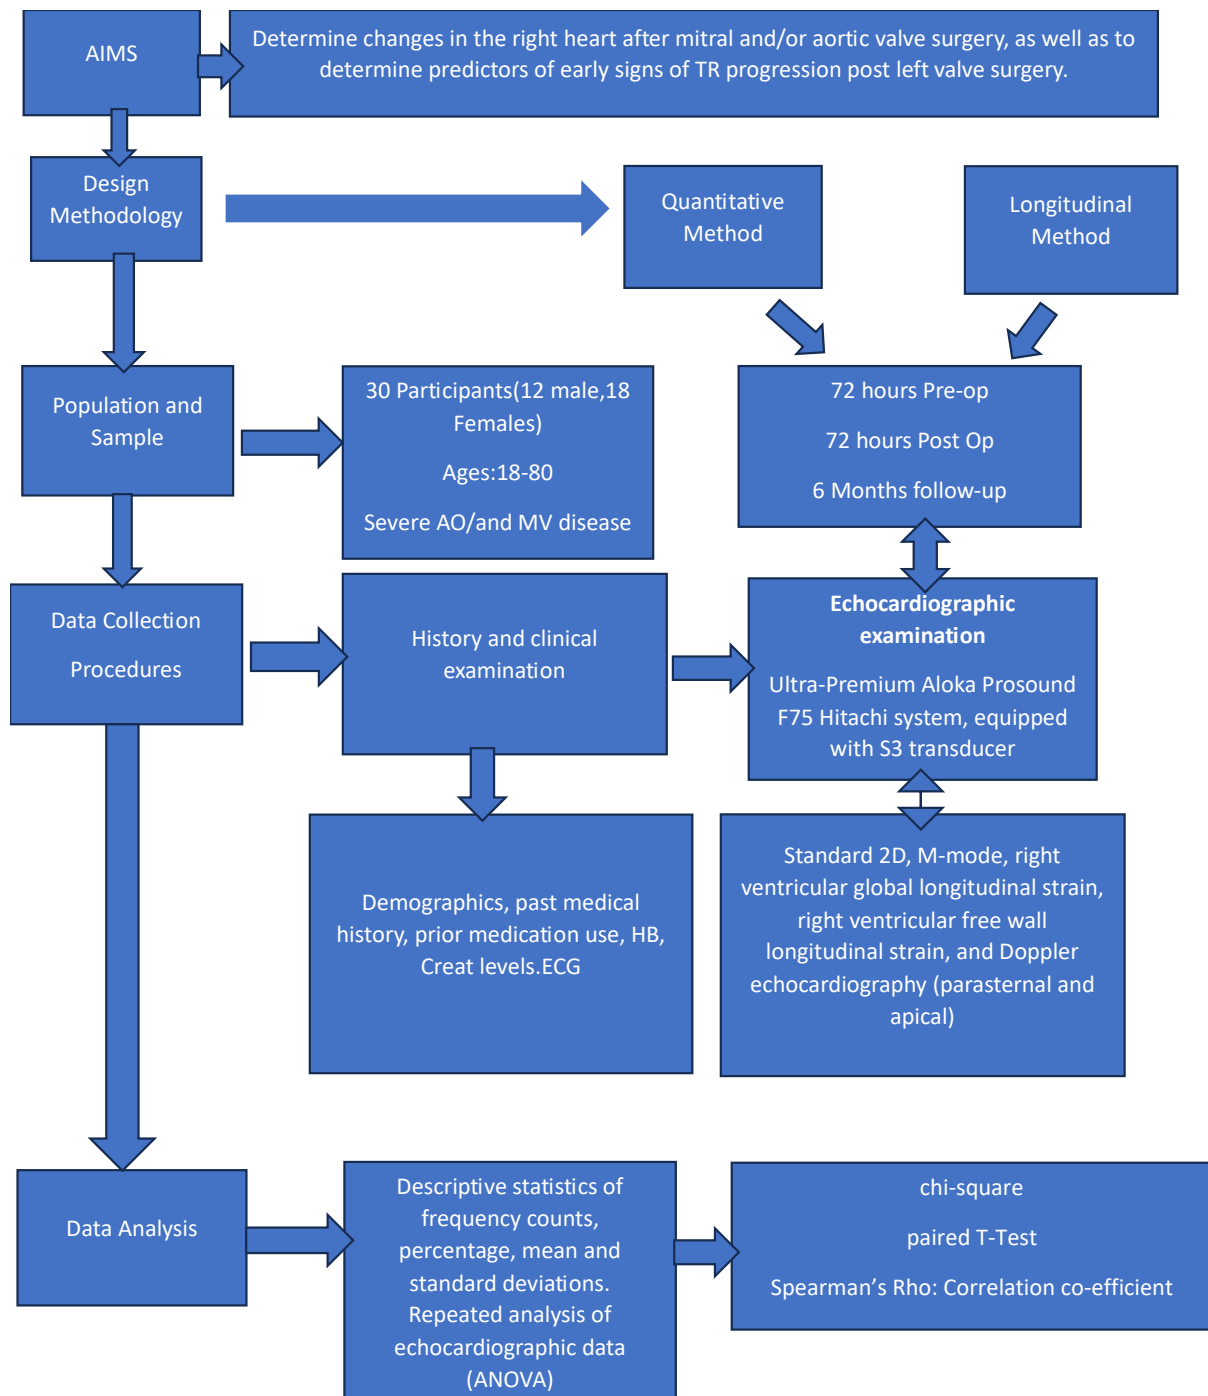 AIMS
Determine changes in the right heart after mitral and/or aortic valve surgery, as well as to
determine predictors of early signs of TR progression post left valve surgery.
Design
Methodology
Quantitative
Method
Longitudinal
Method
Population and
Sample
30 Participants(12 male,18
Females)
Ages:18-80
Severe AO/and MV disease
72 hours Pre-op
72 hours Post Op
6 Months follow-up
Data Collection
Procedures
History and clinical
examination
Echocardiographic
examination
Ultra-Premium Aloka Prosound
F75 Hitachi system, equipped
with S3 transducer
Demographics, past medical
history, prior medication use, HB,
Creat levels.ECG
Standard 2D, M-mode, right
ventricular global longitudinal strain,
right ventricular free wall
longitudinal strain, and Doppler
echocardiography (parasternal and
apical)
Data Analysis
Descriptive statistics of
frequency counts,
percentage, mean and
standard deviations.
Repeated analysis of
echocardiographic data
(ANOVA)
chi-square
paired T-Test
Spearman’s Rho: Correlation co-efficient